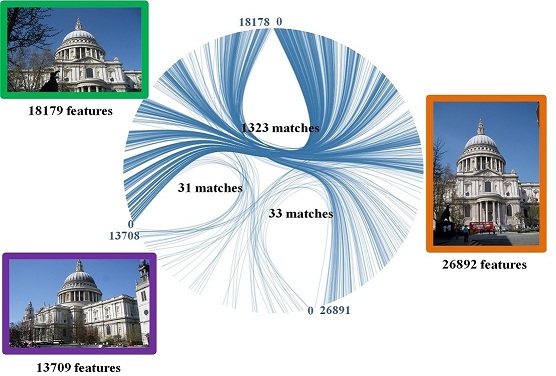 18178 0
18179 features
1323 matches
31 matches
33 matches
0
13708
26892 features
0 26891
13709 features